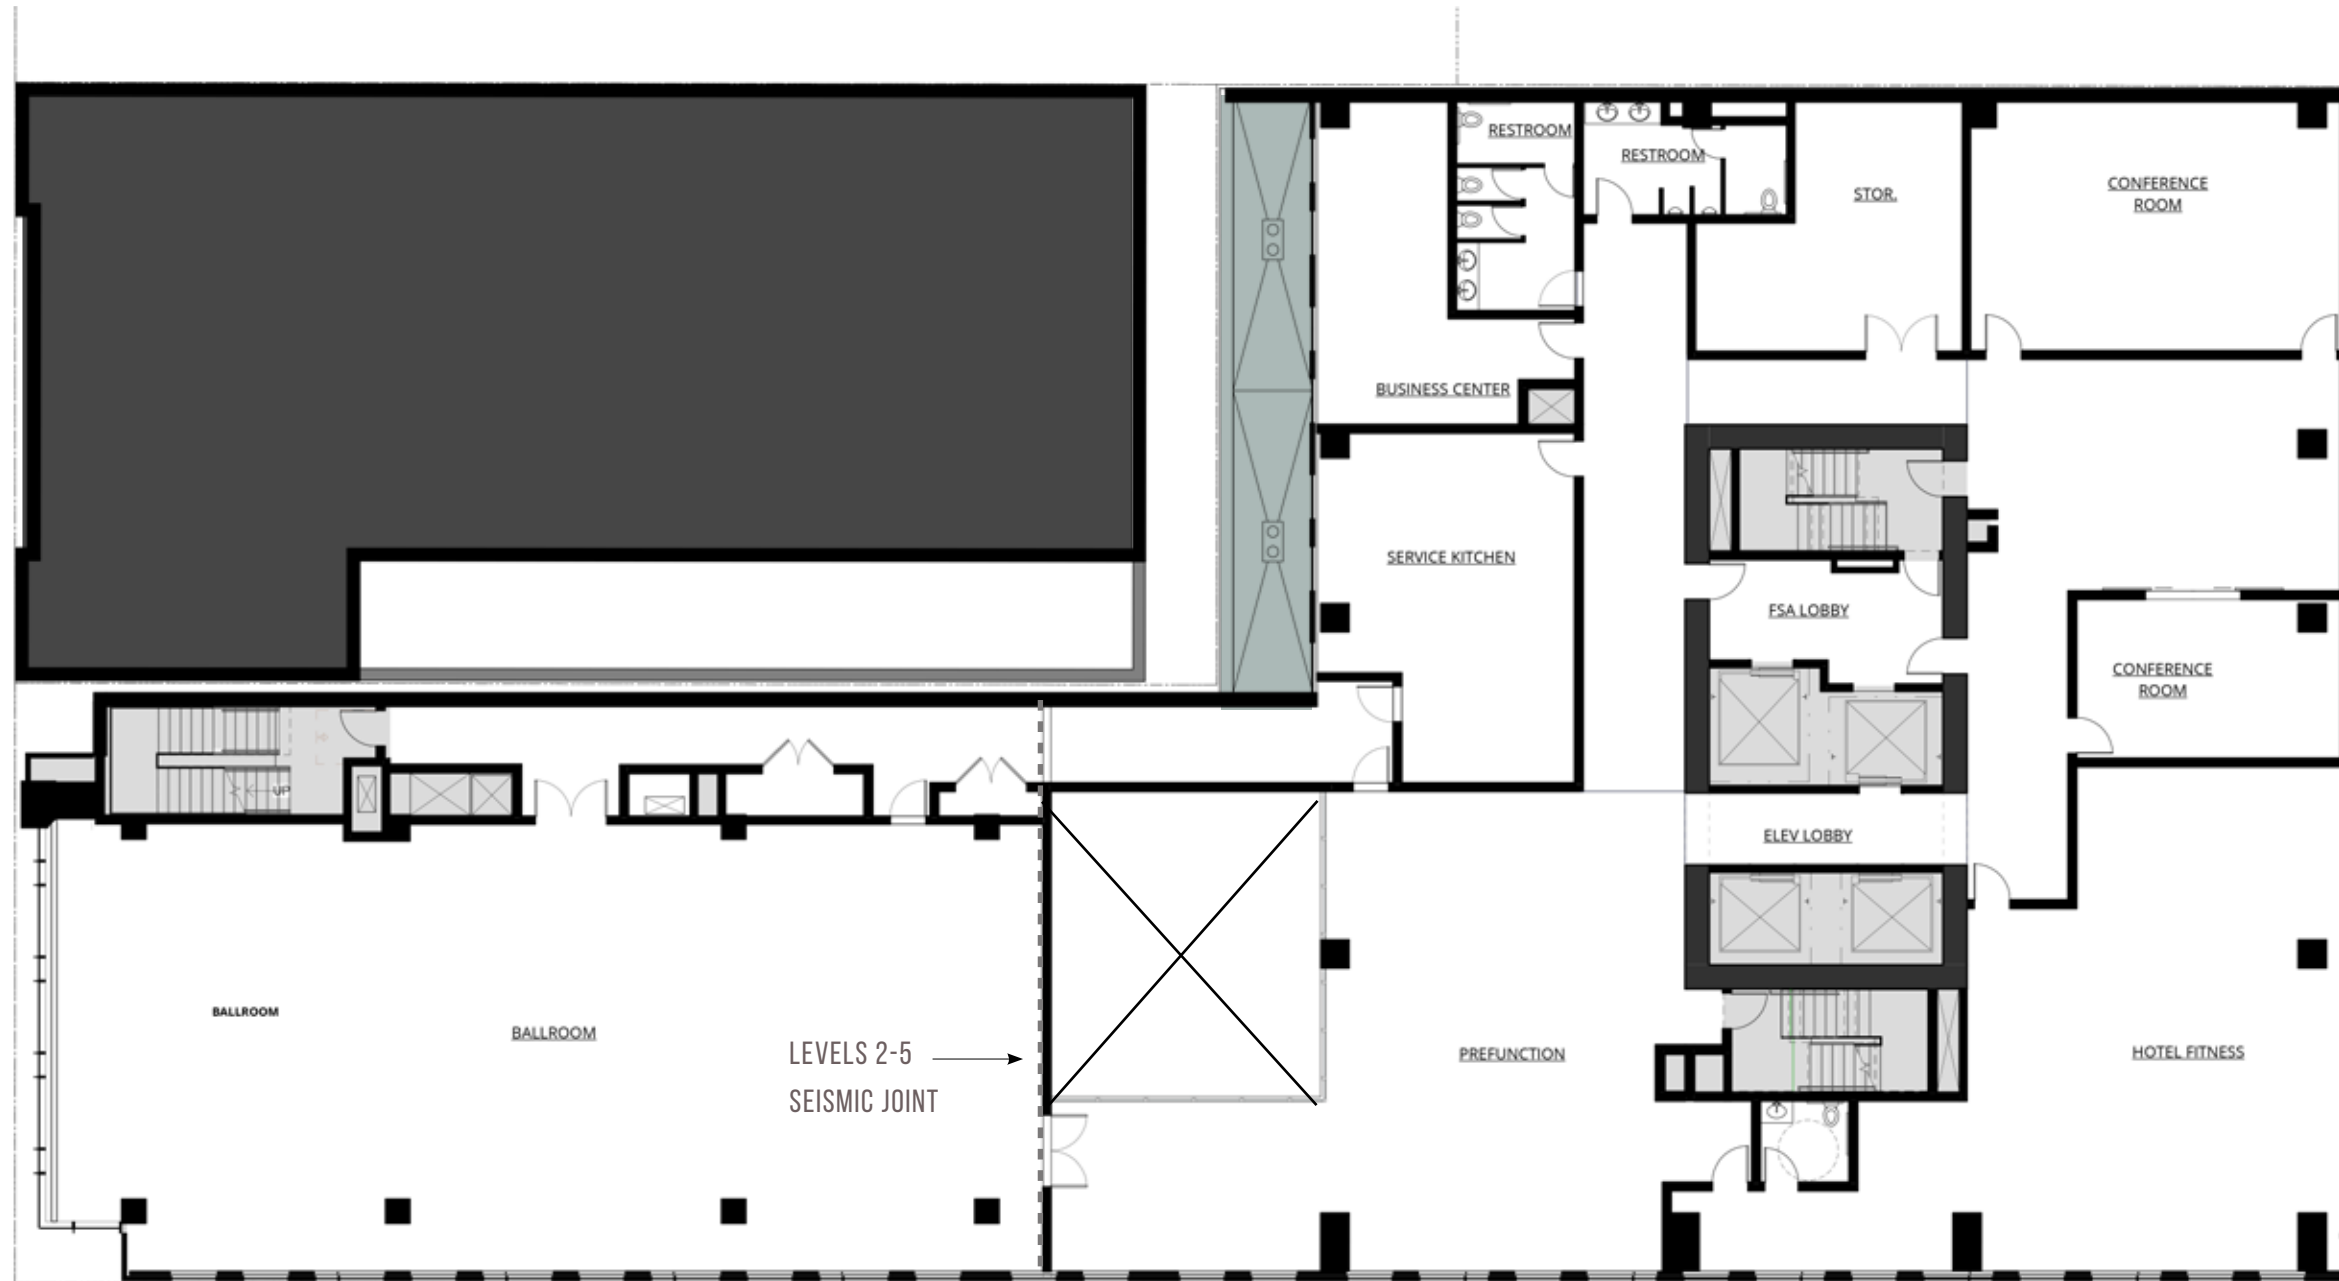 RESTROOM
RESTROOM
STOR.
CONFERENCE
ROOM
BUSINESS CENTER
SERVICE KITCHEN
FSA LOBBY
CONFERENCE
ROOM
UP
ELEV LOBBY
BALLROOM
BALLROOM
LEVELS 2-5
SEISMIC JOINT
PREFUNCTION
HOTEL FITNESS